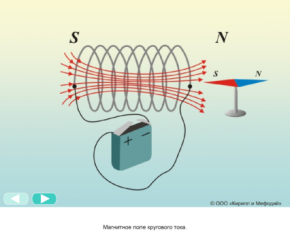 S N
S N
+ −
© ООО «Кирилл и Мефодий»
Магнитное поле кругового тока